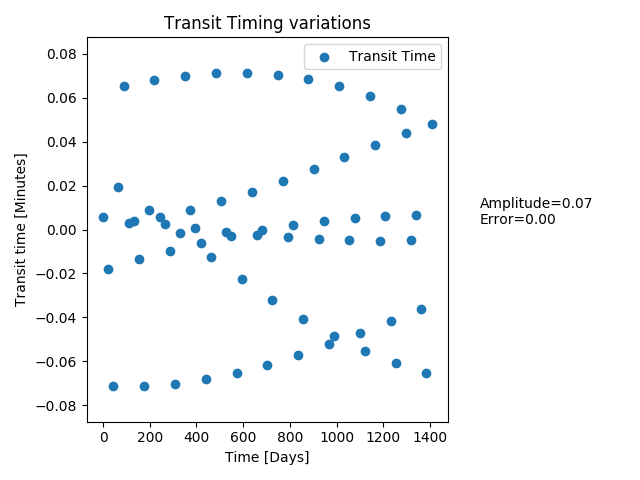 Transit Timing variations
Transit Time
0.08
0.06
0.04
0.02
0.00
−0.02
−0.04
−0.06
−0.08
Transit time [Minutes]
0 200 400 600 800 1000 1200 1400
Time [Days]
Amplitude=0.07
Error=0.00